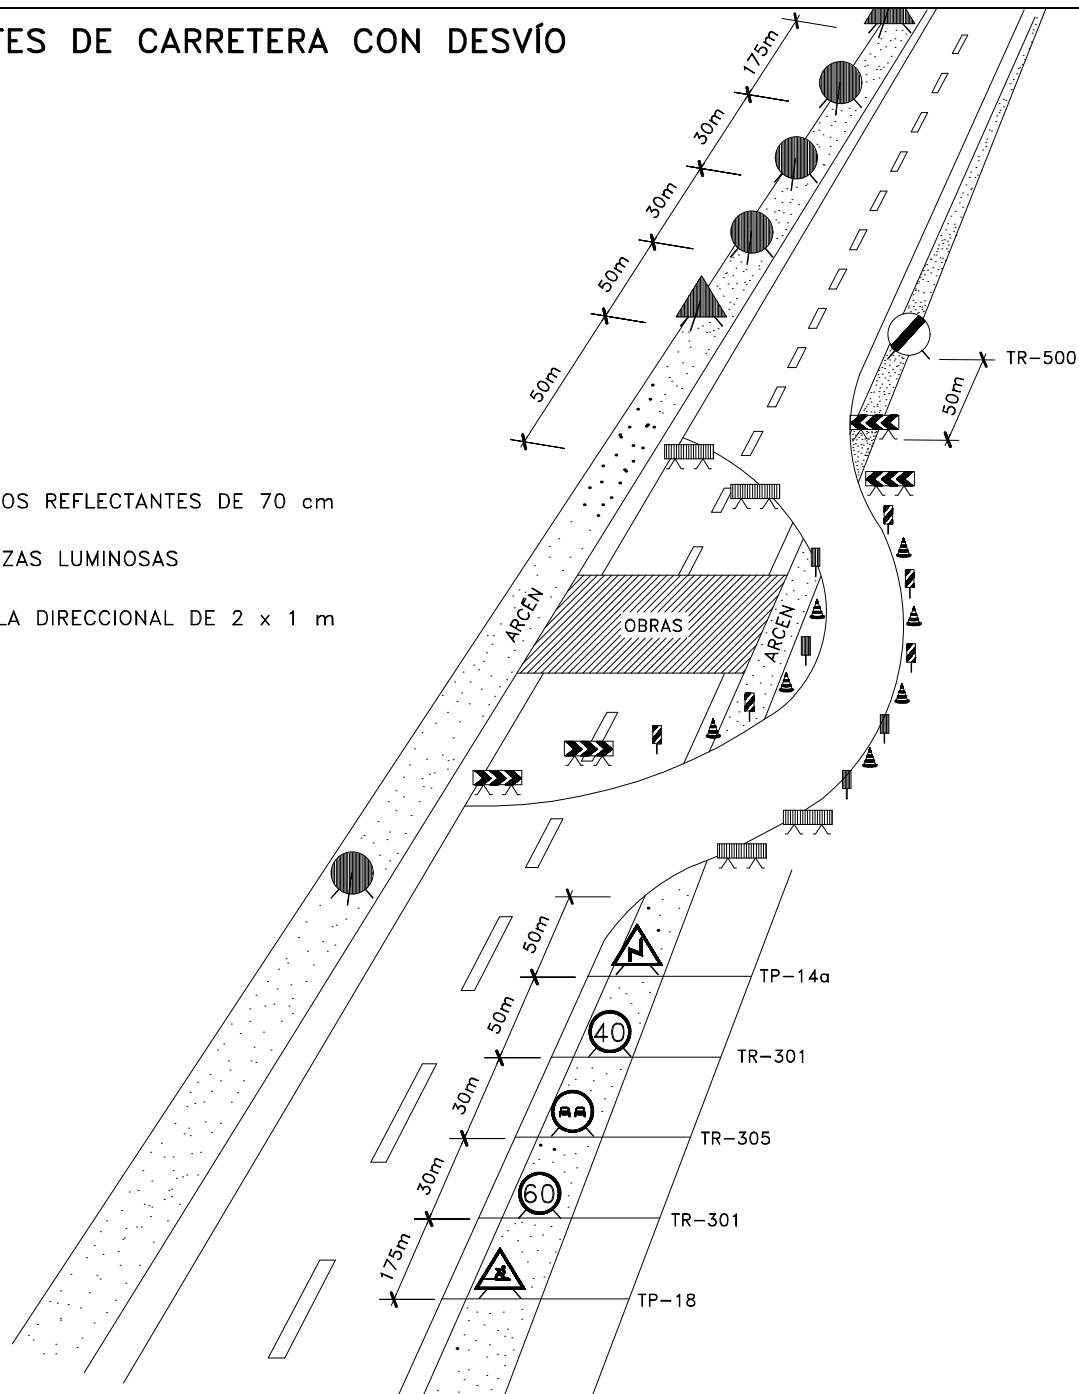 TES DE CARRETERA CON DESVÍO
175m
30m
30m
50m
50m
TR-500
50m
OS REFLECTANTES DE 70 cm
ZAS LUMINOSAS
LA DIRECCIONAL DE 2 x 1 m
ARCEN
OBRAS
ARCEN
50m
TP-14a
50m
40
TR-301
30m
TR-305
30m
60
TR-301
175m
TP-18